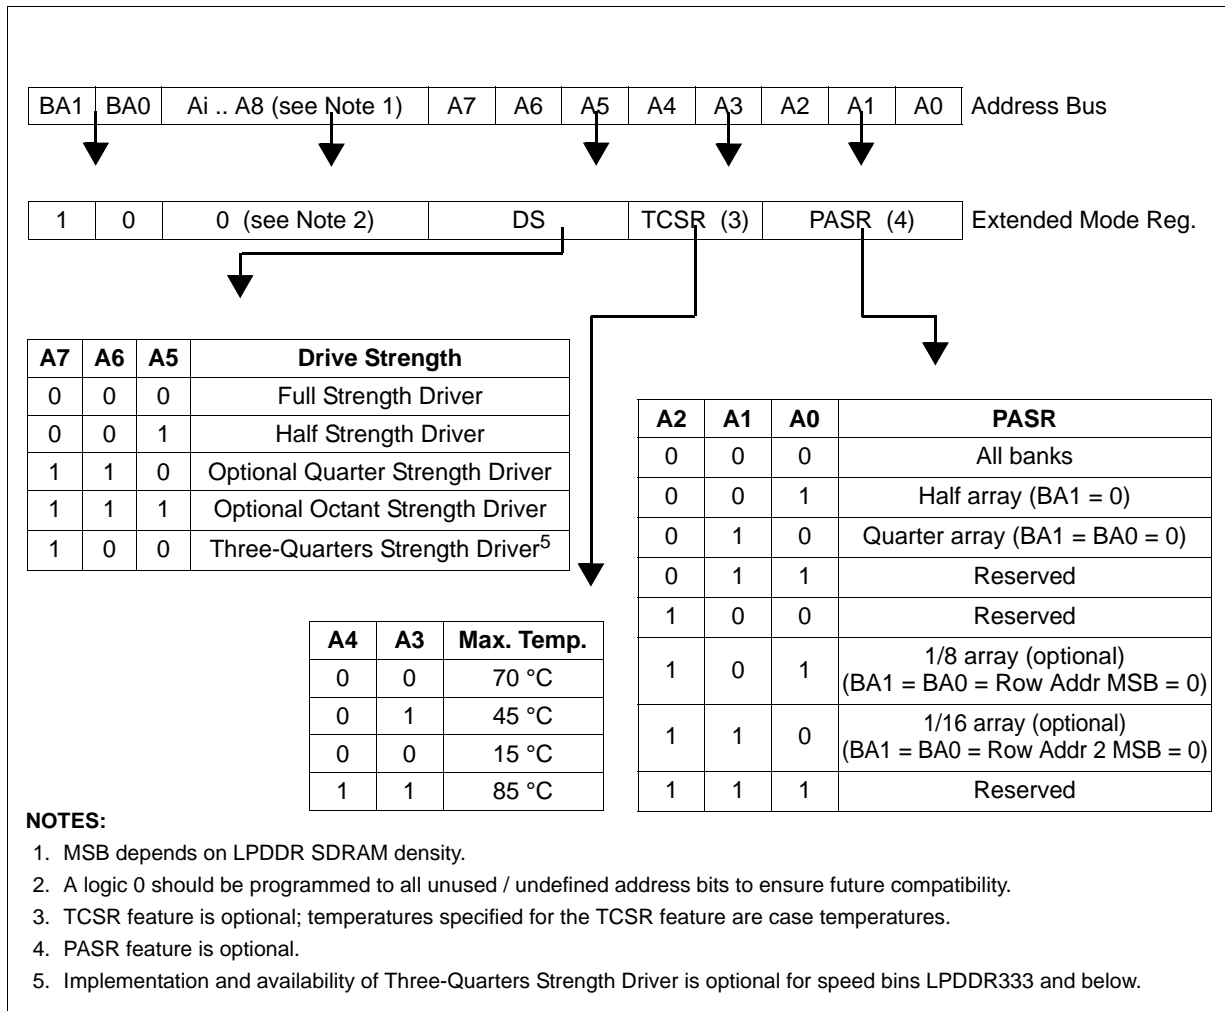 BA1 BA0 Ai .. A8 (see Note 1) A7 A6 A5 A4 A3 A2 A1 A0 Address Bus
1 0 0 (see Note 2) DS TCSR (3) PASR (4) Extended Mode Reg.
A7 A6 A5 Drive Strength
0 0 0 Full Strength Driver
0 0 1 Half Strength Driver
1 1 0 Optional Quarter Strength Driver
1 1 1 Optional Octant Strength Driver
1 0 0 Three-Quarters Strength Driver5
A4 A3 Max. Temp.
0 0 70 °C
0 1 45 °C
0 0 15 °C
1 1 85 °C
A2 A1 A0 PASR
0 0 0 All banks
0 0 1 Half array (BA1 = 0)
0 1 0 Quarter array (BA1 = BA0 = 0)
0 1 1 Reserved
1 0 0 Reserved
1 0 1 1/8 array (optional)
(BA1 = BA0 = Row Addr MSB = 0)
1 1 0 1/16 array (optional)
(BA1 = BA0 = Row Addr 2 MSB = 0)
1 1 1 Reserved
NOTES:
1. MSB depends on LPDDR SDRAM density.
2. A logic 0 should be programmed to all unused / undefined address bits to ensure future compatibility.
3. TCSR feature is optional; temperatures specified for the TCSR feature are case temperatures.
4. PASR feature is optional.
5. Implementation and availability of Three-Quarters Strength Driver is optional for speed bins LPDDR333 and below.